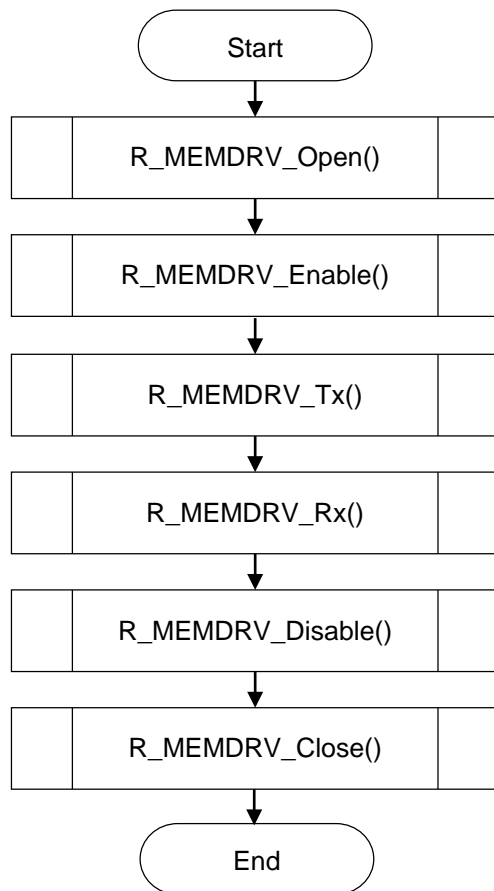 Start
R_MEMDRV_Open()
R_MEMDRV_Enable()
R_MEMDRV_Tx()
R_MEMDRV_Rx()
R_MEMDRV_Disable()
R_MEMDRV_Close()
End